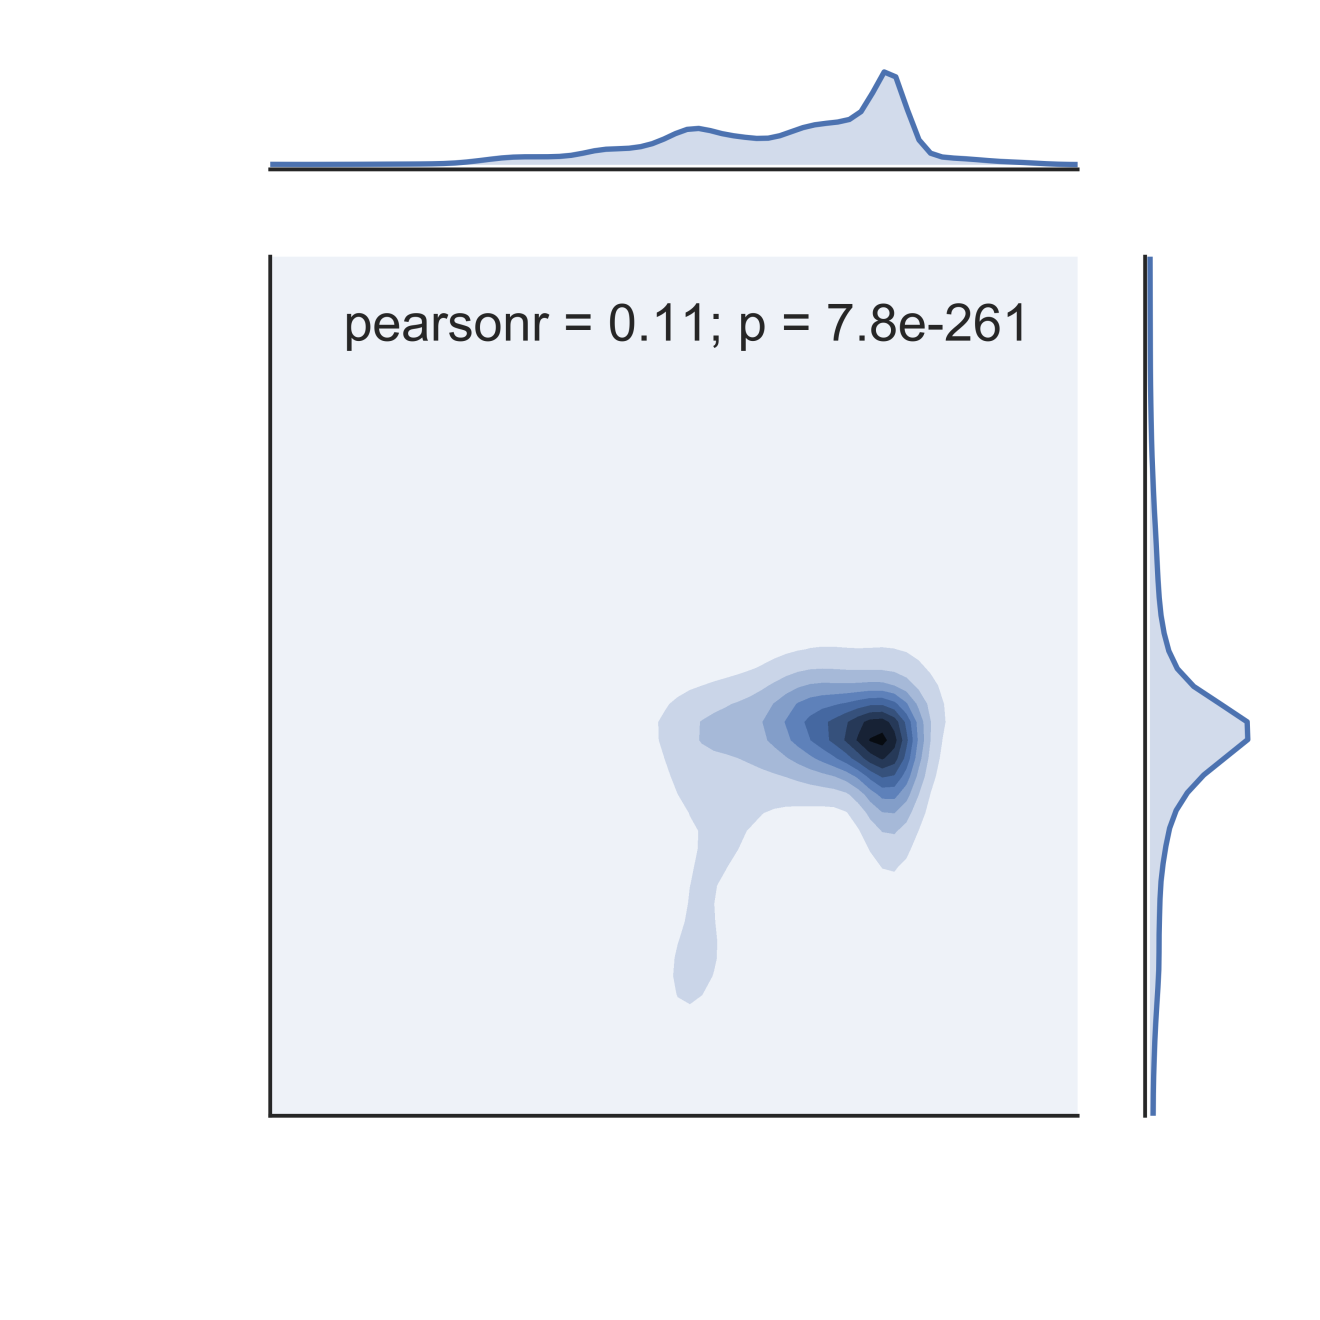 pearsonr = 0.11; p = 7.8e-261